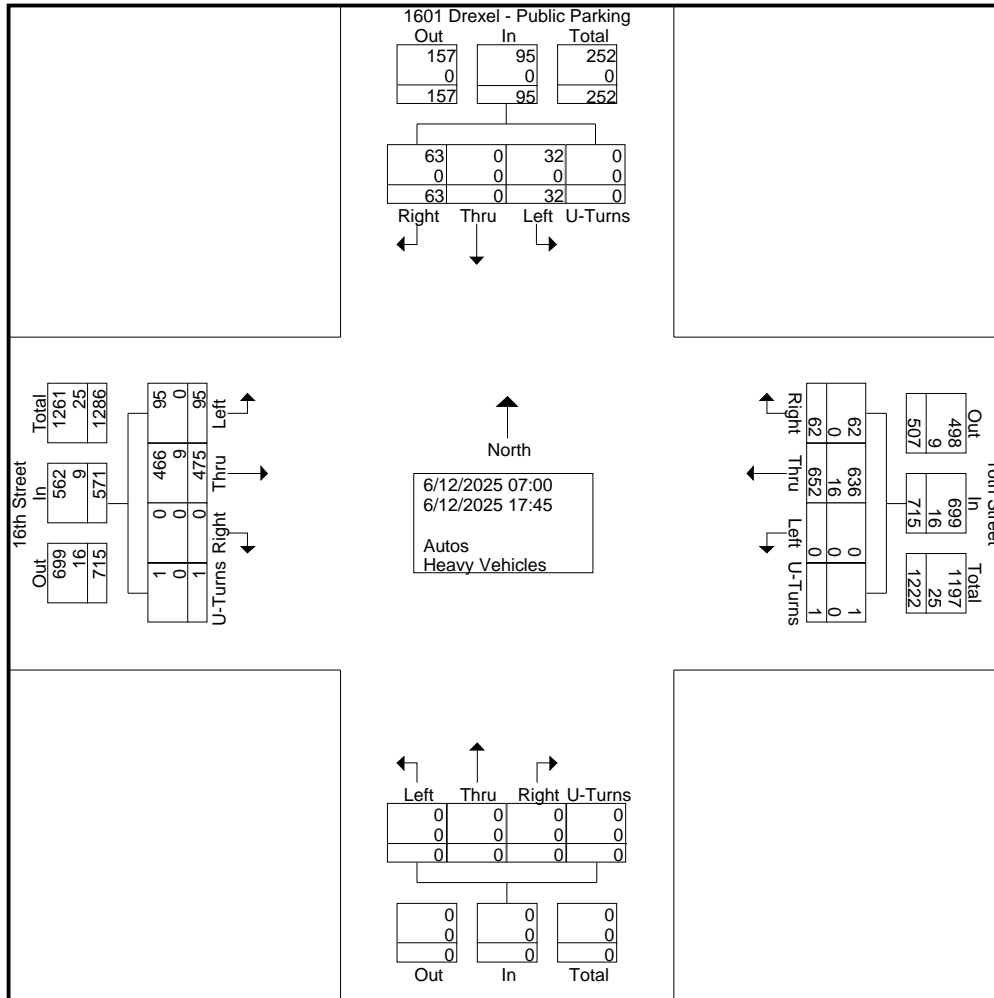 1601 Drexel - Public Parking
Out In Total
157 95 252
0 0 0
157 95 252
63 0 32 0
0 0 0 0
63 0 32 0
Right Thru Left U-Turns
16th Street
Total In Out
1261 562 699
25 9 16
1286 571 715
95 466 0 1
0 9 0 0
95 475 0 1
Left Thru Right U-Turns
North
6/12/2025 07:00
6/12/2025 17:45
Autos
Heavy Vehicles
Right Thru Left U-Turns
62 636 0 1
0 16 0 0
62 652 0 1
Out In Total
498 699 1197
9 16 25
507 715 1222
Street
Left Thru Right U-Turns
0 0 0 0
0 0 0 0
0 0 0 0
0 0 0
0 0 0
0 0 0
Out In Total